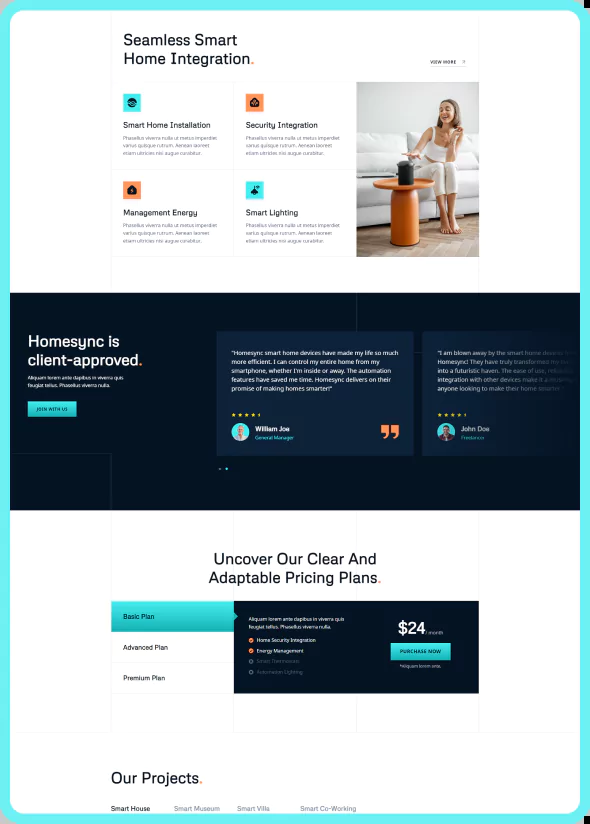 Seamless Smart
Home Integration.
VIEW MORE
Smart Home Installation
Phasellus viverra nulla ut metus imperdiet
varius quisque rutrum. Aenean laoreet
etiam ultricies nisi augue curabitur.
Security Integration
Phasellus viverra nulla ut metus imperdiet
varius quisque rutrum. Aenean laoreet
etiam ultricies nisi augue curabitur.
Management Energy
Phasellus viverra nulla ut metus imperdiet
varius quisque rutrum. Aenean laoreet
etiam ultricies nisi augue curabitur.
Smart Lighting
Phasellus viverra nulla ut metus imperdiet
varius quisque rutrum. Aenean laoreet
etiam ultricies nisi augue curabitur.
Homesync is
client-approved.
Aliquam lorem ante dapibus in viverra quis
feugiat tellus. Phasellus viverra nulla.
JOIN WITH US
"Homesync smart home devices have made my life so much
more efficient. I can control my entire home from my
smartphone, whether I'm inside or away. The automation
features have saved me time. Homesync delivers on their
promise of making homes smarter!"
William Joe
General Manager
"I am blown away by the smart home
Homesync! They have truly transformed my
into a futuristic haven. The ease of use,
integration with other devices make it a
anyone looking to make their home smarter."
John Doe
Freelance
Uncover Our Clear And
Adaptable Pricing Plans.
Basic Plan
Advanced Plan
Premium Plan
Aliquam lorem ante dapibus in viverra quis
feugiat tellus. Phasellus viverra nulla.
Home Security Integration
Energy Management
Smart Thermostats
Automation Lighting
$24/month
PURCHASE NOW
*Aliquam lorem ante.
Our Projects.
Smart House
Smart Museum
Smart Villa
Smart Co-Working